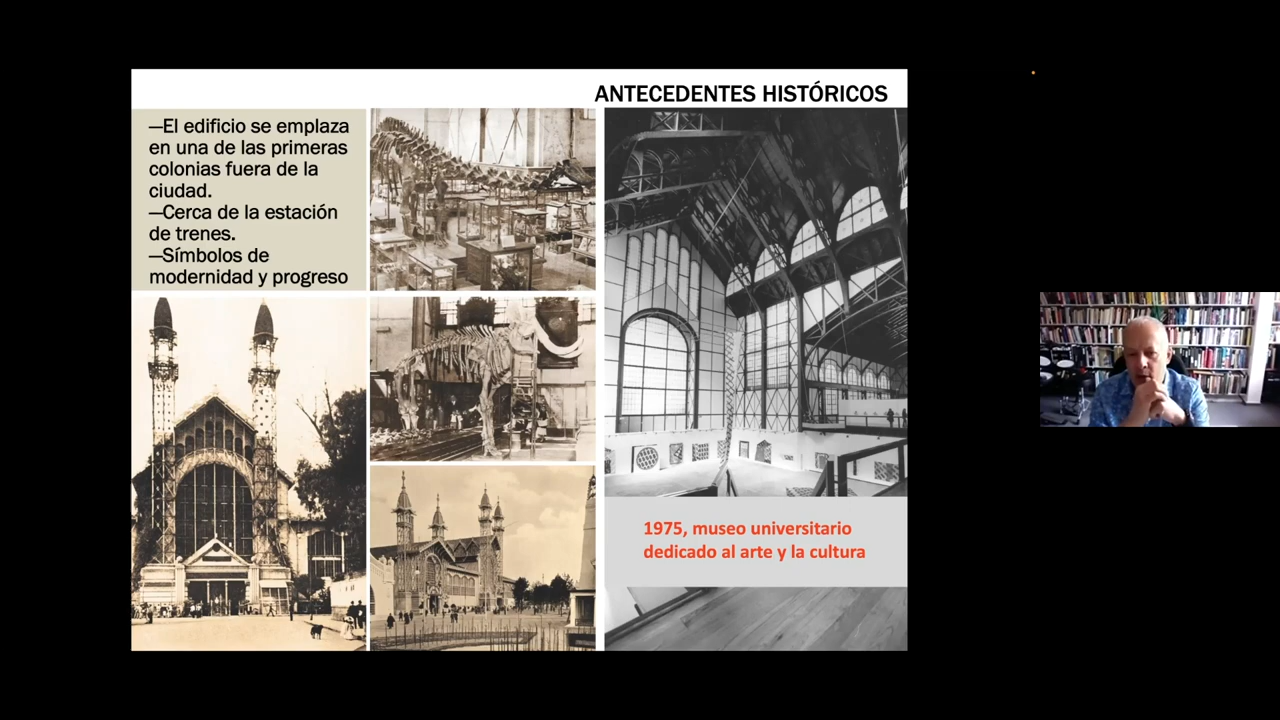 ANTECEDENTES HISTÓRICOS
—El edificio se emplaza
en una de las primeras
colonias fuera de la
ciudad.
—Cerca de la estación
de trenes.
—Símbolos de
modernidad y progreso
1975, museo universitario
dedicado al arte y la cultura